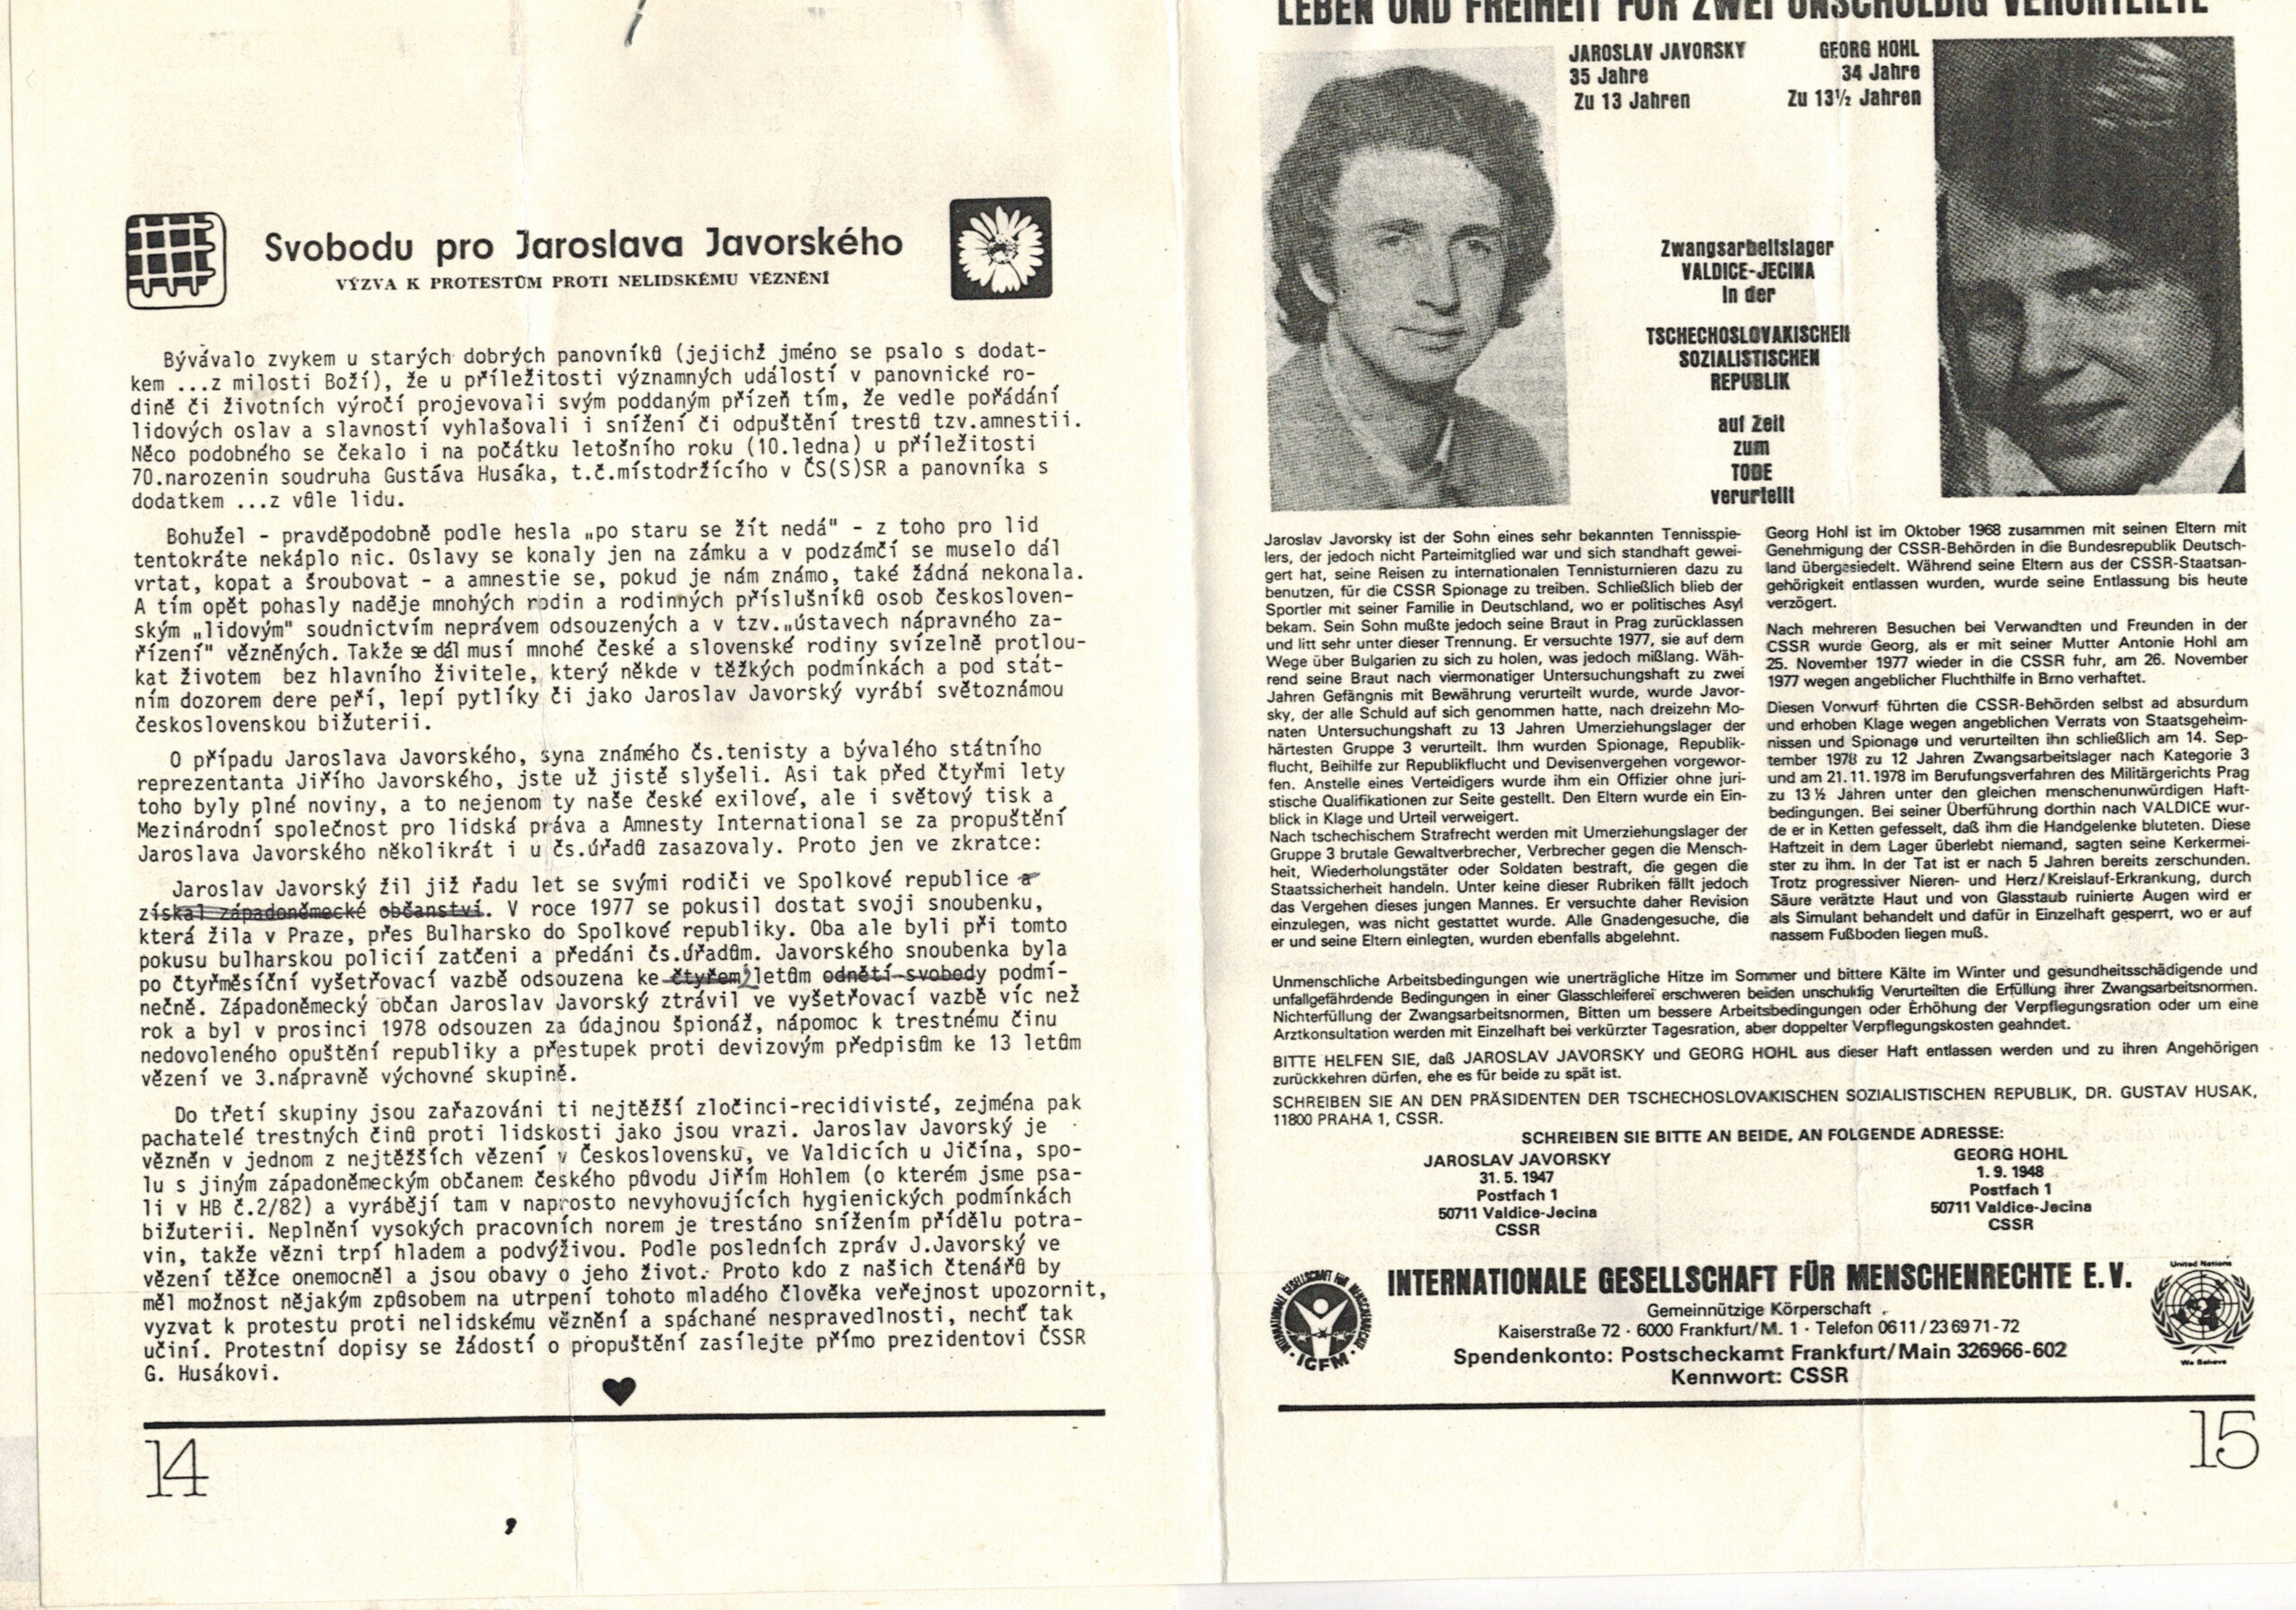 Svobodu pro Jaroslava Javorského
VÝZVA K PROTESTŮM PROTI NELIDSKÉMU VĚZNĚNÍ
Bývávalo zvykem u starých dobrých panovníků (jejichž jméno se psalo s dodat-
kem ...z milosti Boží), že u příležitosti významných událostí v panovnické ro-
dině či životních výročí projevovali svým poddaným přízeň tím, že vedle pořádání
lidových oslav a slavností vyhlašovali i snížení či odpuštění trestů tzv.amnestii.
Něco podobného se čekalo i na počátku letošního roku (10.ledna) u příležitosti
70.narozenin soudruha Gustáva Husáka, t.č.místodržícího v ČS(S)SR a panovníka s
dodatkem ...z vůle lidu.
Bohužel - pravděpodobně podle hesla „po staru se žít nedá" - z toho pro lid
tentokráte nekáplo nic. Oslavy se konaly jen na zámku a v podzámčí se muselo dál
vrtat, kopat a šroubovat - a amnestie se, pokud je nám známo, také žádná nekonala.
A tím opět pohasly naděje mnohých rodin a rodinných příslušníků osob českosloven-
ským „lidovým" soudnictvím neprávem odsouzených a v tzv.„ústavech nápravného za-
řízení" vězněných. Takže se dál musí mnohé české a slovenské rodiny svízelně protlou-
kat životem bez hlavního živitele, který někde v těžkých podmínkách a pod stát-
ním dozorem dere peří, lepí pytlíky či jako Jaroslav Javorský vyrábí světoznámou
československou bižuterii.
O případu Jaroslava Javorského, syna známého čs.tenisty a bývalého státního
reprezentanta Jiřího Javorského, jste už jistě slyšeli. Asi tak před čtyřmi lety
toho byly plné noviny, a to nejenom ty naše české exilové, ale i světový tisk a
Mezinárodní společnost pro lidská práva a Amnesty International se za propuštění
Jaroslava Javorského několikrát i u čs.úřadů zasazovaly. Proto jen ve zkratce:
Jaroslav Javorský žil již řadu let se svými rodiči ve Spolkové republice a
získal západoněmecké občanství. V roce 1977 se pokusil dostat svoji snoubenku,
která žila v Praze, přes Bulharsko do Spolkové republiky. Oba ale byli při tomto
pokusu bulharskou policií zatčeni a předáni čs.úřadům. Javorského snoubenka byla
po čtyřměsíční vyšetřovací vazbě odsouzena ke čtyřem 2 letům odnětí svobody podmí-
nečně. Západoněmecký občan Jaroslav Javorský ztrávil ve vyšetřovací vazbě víc než
rok a byl v prosinci 1978 odsouzen za údajnou špionáž, nápomoc k trestnému činu
nedovoleného opuštění republiky a přestupek proti devizovým předpisům ke 13 letům
vězení ve 3.nápravně výchovné skupině.
Do třetí skupiny jsou zařazováni ti nejtěžší zločinci-recidivisté, zejména pak
pachatelé trestných činů proti lidskosti jako jsou vrazi. Jaroslav Javorský je
vězněn v jednom z nejtěžších vězení v Československu, ve Valdicích u Jičína, spo-
lu s jiným západoněmeckým občanem českého původu Jiřím Hohlem (o kterém jsme psa-
li v HB č.2/82) a vyrábějí tam v naprosto nevyhovujících hygienických podmínkách
bižuterii. Neplnění vysokých pracovních norem je trestáno snížením přídělu potra-
vin, takže vězni trpí hladem a podvýživou. Podle posledních zpráv J.Javorský ve
vězení těžce onemocněl a jsou obavy o jeho život. Proto kdo z našich čtenářů by
měl možnost nějakým způsobem na utrpení tohoto mladého člověka veřejnost upozornit,
vyzvat k protestu proti nelidskému věznění a spáchané nespravedlnosti, nechť tak
učiní. Protestní dopisy se žádostí o propuštění zasílejte přímo prezidentovi ČSSR
G. Husákovi.
14
LEBEN UND FREIHEIT FÜR ZWEI UNSCHULDIG VERURTEILTE
JAROSLAV JAVORSKY
35 Jahre
Zu 13 Jahren
GEORG HOHL
34 Jahre
Zu 13½ Jahren
Zwangsarbeitslager
VALDICE-JECINA
in der
TSCHECHOSLOVAKISCHEN
SOZIALISTISCHEN
REPUBLIK
auf Zeit
zum
TODE
verurteilt
Jaroslav Javorsky ist der Sohn eines sehr bekannten Tennisspie-
lers, der jedoch nicht Parteimitglied war und sich standhaft gewei-
gert hat, seine Reisen zu internationalen Tennisturnieren dazu zu
benutzen, für die CSSR Spionage zu treiben. Schließlich blieb der
Sportler mit seiner Familie in Deutschland, wo er politisches Asyl
bekam. Sein Sohn mußte jedoch seine Braut in Prag zurücklassen
und litt sehr unter dieser Trennung. Er versuchte 1977, sie auf dem
Wege über Bulgarien zu sich zu holen, was jedoch mißlang. Wäh-
rend seine Braut nach viermonatiger Untersuchungshaft zu zwei
Jahren Gefängnis mit Bewährung verurteilt wurde, wurde Javor-
sky, der alle Schuld auf sich genommen hatte, nach dreizehn Mo-
naten Untersuchungshaft zu 13 Jahren Umerziehungslager der
härtesten Gruppe 3 verurteilt. Ihm wurden Spionage, Republik-
flucht, Beihilfe zur Republikflucht und Devisenvergehen vorgewor-
fen. Anstelle eines Verteidigers wurde ihm ein Offizier ohne juri-
stische Qualifikationen zur Seite gestellt. Den Eltern wurde ein Ein-
blick in Klage und Urteil verweigert.
Nach tschechischem Strafrecht werden mit Umerziehungslager der
Gruppe 3 brutale Gewaltverbrecher, Verbrecher gegen die Mensch-
heit, Wiederholungstäter oder Soldaten bestraft, die gegen die
Staatssicherheit handeln. Unter keine dieser Rubriken fällt jedoch
das Vergehen dieses jungen Mannes. Er versuchte daher Revision
einzulegen, was nicht gestattet wurde. Alle Gnadengesuche, die
er und seine Eltern einlegten, wurden ebenfalls abgelehnt.
Georg Hohl ist im Oktober 1968 zusammen mit seinen Eltern mit
Genehmigung der CSSR-Behörden in die Bundesrepublik Deutsch-
land übergesiedelt. Während seine Eltern aus der CSSR-Staatsan-
gehörigkeit entlassen wurden, wurde seine Entlassung bis heute
verzögert.
Nach mehreren Besuchen bei Verwandten und Freunden in der
CSSR wurde Georg, als er mit seiner Mutter Antonie Hohl am
25. November 1977 wieder in die CSSR fuhr, am 26. November
1977 wegen angeblicher Fluchthilfe in Brno verhaftet.
Diesen Vorwurf führten die CSSR-Behörden selbst ad absurdum
und erhoben Klage wegen angeblichen Verrats von Staatsgeheim-
nissen und Spionage und verurteilten ihn schließlich am 14. Sep-
tember 1978 zu 12 Jahren Zwangsarbeitslager nach Kategorie 3
und am 21.11.1978 im Berufungsverfahren des Militärgerichts Prag
zu 13½ Jahren unter den gleichen menschenunwürdigen Haft-
bedingungen. Bei seiner Überführung dorthin nach VALDICE wur-
de er in Ketten gefesselt, daß ihm die Handgelenke bluteten. Diese
Haftzeit in dem Lager überlebt niemand, sagten seine Kerkermei-
ster zu ihm. In der Tat ist er nach 5 Jahren bereits zerschunden.
Trotz progressiver Nieren- und Herz/Kreislauf-Erkrankung, durch
Säure verätzte Haut und von Glasstaub ruinierte Augen wird er
als Simulant behandelt und dafür in Einzelhaft gesperrt, wo er auf
nassem Fußboden liegen muß.
Unmenschliche Arbeitsbedingungen wie unerträgliche Hitze im Sommer und bittere Kälte im Winter und gesundheitsschädigende und
unfallgefährdende Bedingungen in einer Glasschleiferei erschweren beiden unschuldig Verurteilten die Erfüllung ihrer Zwangsarbeitsnormen.
Nichterfüllung der Zwangsarbeitsnormen, Bitten um bessere Arbeitsbedingungen oder Erhöhung der Verpflegungsration oder um eine
Arztkonsultation werden mit Einzelhaft bei verkürzter Tagesration, aber doppelter Verpflegungskosten geahndet.
BITTE HELFEN SIE, daß JAROSLAV JAVORSKY und GEORG HOHL aus dieser Haft entlassen werden und zu ihren Angehörigen
zurückkehren dürfen, ehe es für beide zu spät ist.
SCHREIBEN SIE AN DEN PRÄSIDENTEN DER TSCHECHOSLOVAKISCHEN SOZIALISTISCHEN REPUBLIK, DR. GUSTAV HUSAK,
11800 PRAHA 1, CSSR.
SCHREIBEN SIE BITTE AN BEIDE, AN FOLGENDE ADRESSE:
JAROSLAV JAVORSKY
31. 5. 1947
Postfach 1
50711 Valdice-Jecina
CSSR
GEORG HOHL
1. 9. 1948
Postfach 1
50711 Valdice-Jecina
CSSR
INTERNATIONALE GESELLSCHAFT FÜR MENSCHENRECHTE
IGFM
INTERNATIONALE GESELLSCHAFT FÜR MENSCHENRECHTE E.V.
Gemeinnützige Körperschaft
Kaiserstraße 72 · 6000 Frankfurt/M. 1 · Telefon 0611/236971-72
Spendenkonto: Postscheckamt Frankfurt/Main 326966-602
Kennwort: CSSR
United Nations
We Believe
15